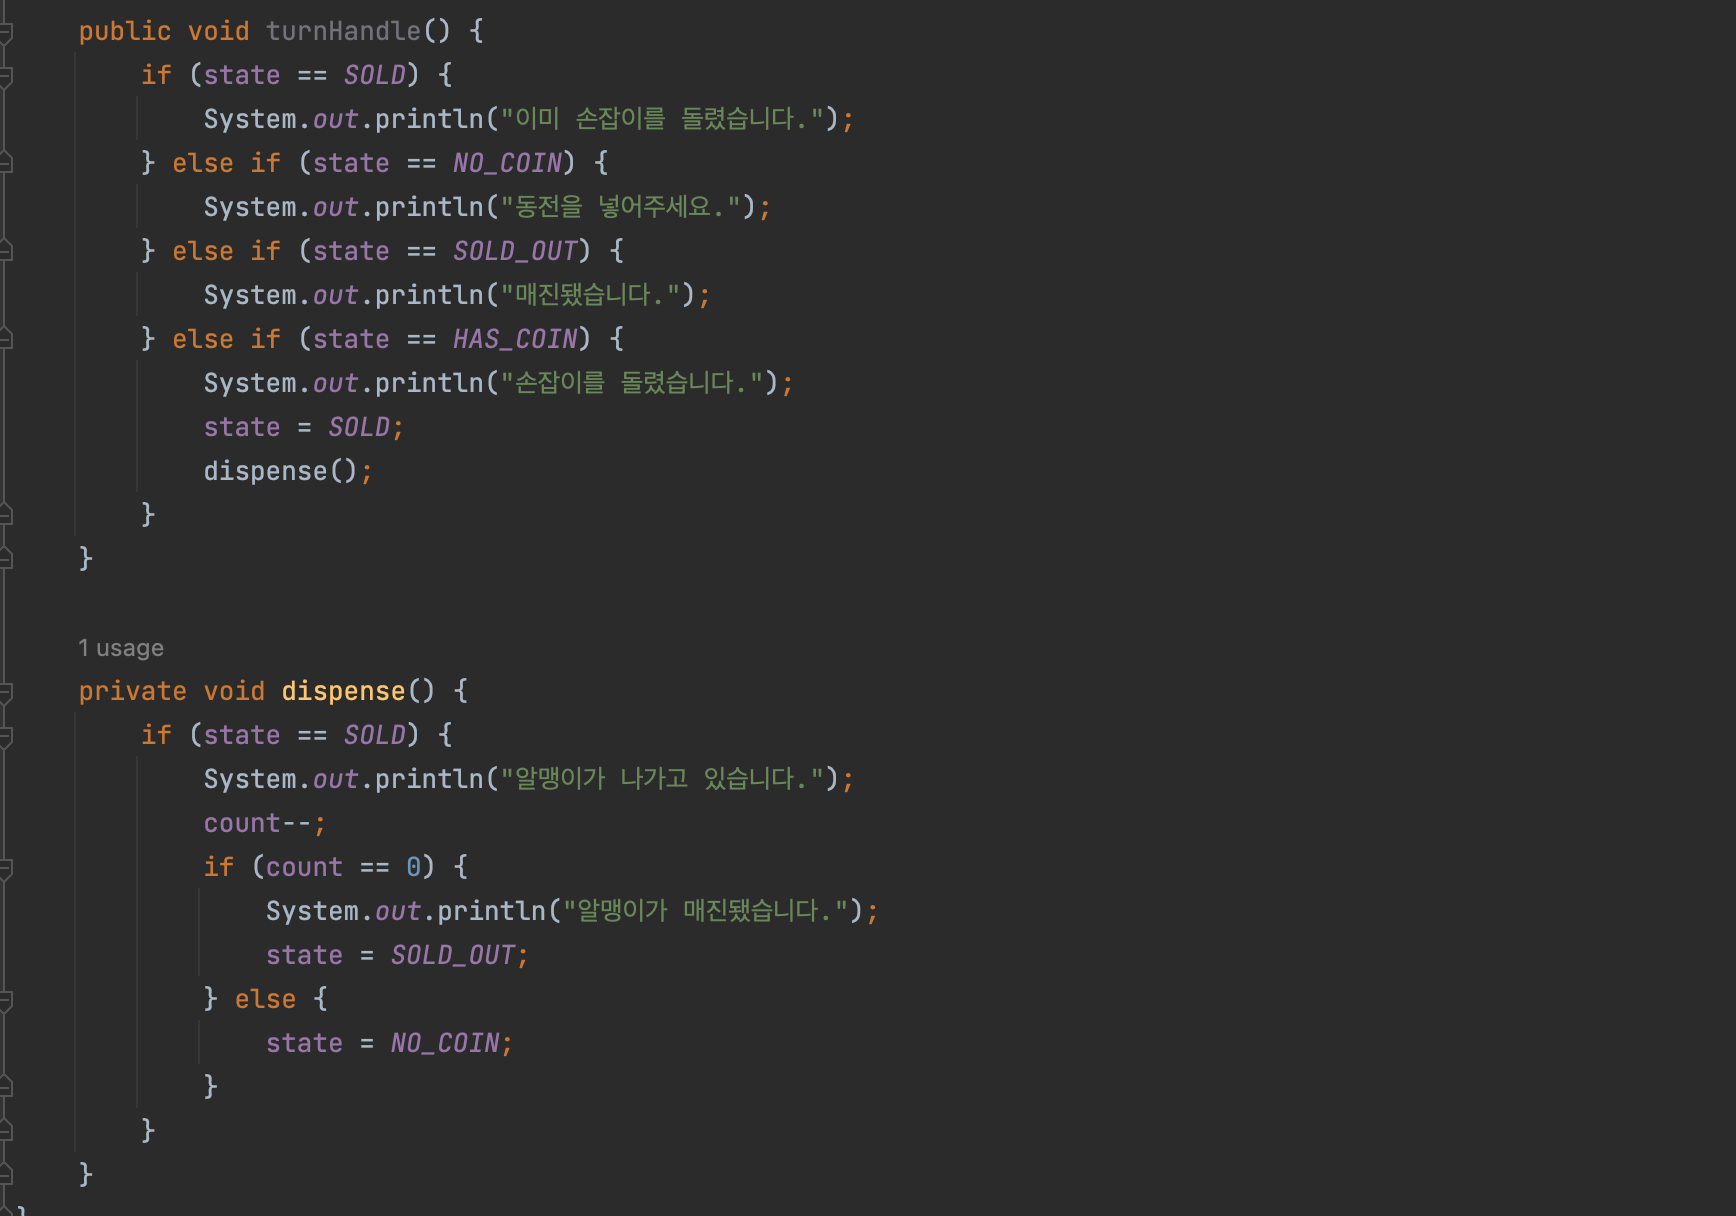 public void turnHandle() {
if (state == SOLD) {
System.out.println("이미 손잡이를 돌렸습니다.");
} else if (state == NO_COIN) {
System.out.println("동전을 넣어주세요.");
} else if (state == SOLD_OUT) {
System.out.println("매진됐습니다.");
} else if (state == HAS_COIN) {
System.out.println("손잡이를 돌렸습니다.");
state = SOLD;
dispense();
}
}
1 usage
private void dispense() {
if (state == SOLD) {
System.out.println("알맹이가 나가고 있습니다.");
count--;
if (count == 0) {
System.out.println("알맹이가 매진됐습니다.");
state = SOLD_OUT;
} else {
state = NO_COIN;
}
}
}
}